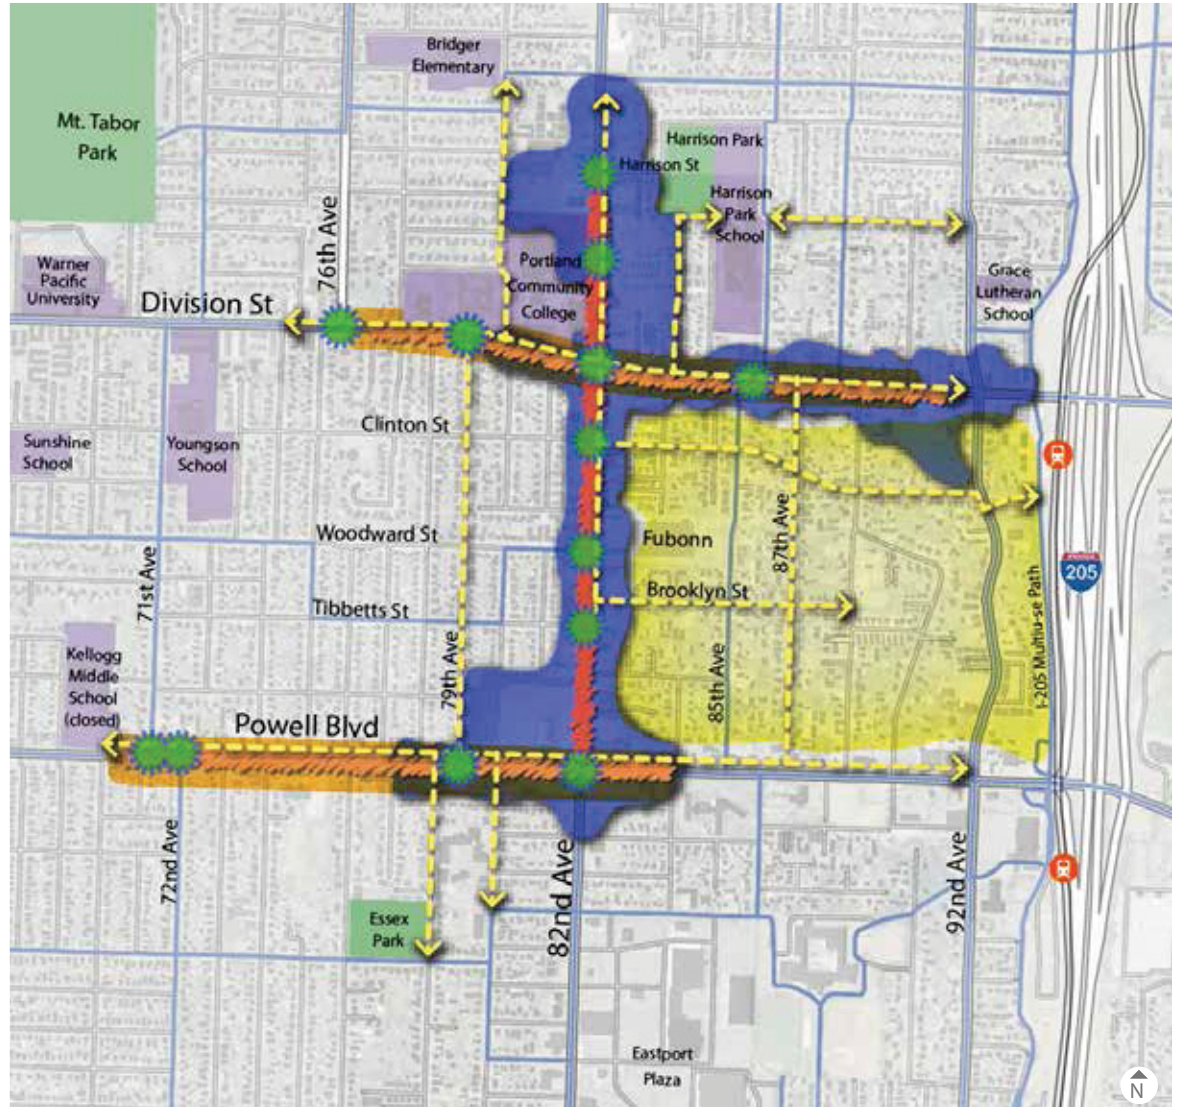 Bridger
Elementary
Mt. Tabor
Park
Harrison Park
Harrison St
Harrison
Park
School
76th Ave
Warner
Pacific
University
Division St
Portland
Community
College
Grace
Lutheran
School
Clinton St
Sunshine
School
Youngson
School
Woodward St
Fubonn
87th Ave
INTERSTATE
205
71st Ave
Tibbetts St
Brooklyn St
I-205 Multiu-se Path
Kellogg
Middle
School
(closed)
79th Ave
85th Ave
Powell Blvd
72nd Ave
82nd Ave
92nd Ave
Essex
Park
Eastport
Plaza
N